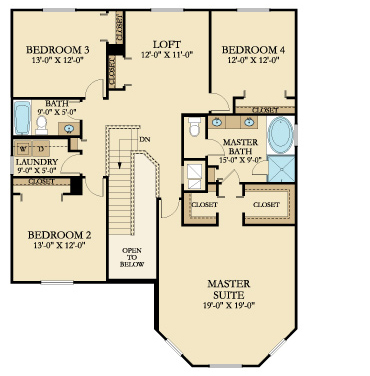 BEDROOM 3
13'-0" X 12'-0"
CLOSET
CLOSET
LOFT
12'-0" X 11'-0"
BEDROOM 4
12'-0" X 12'-0"
CLOSET
BATH
9'-0" X 5'-0"
W D
LAUNDRY
9'-0" X 5'-0"
CLOSET
DN
MASTER
BATH
15'-0" X 9'-0"
CLOSET
CLOSET
BEDROOM 2
13'-0" X 12'-0"
OPEN
TO
BELOW
MASTER
SUITE
19'-0" X 19'-0"